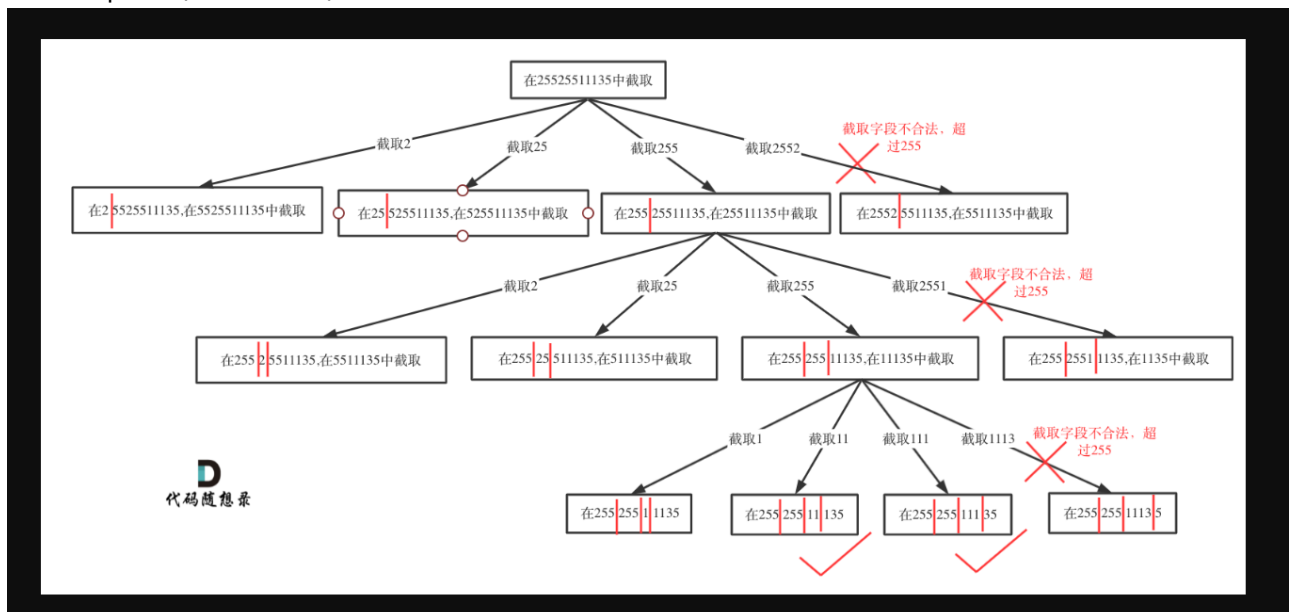 在25525511135中截取
截取2
截取25
截取255
截取2552
截取字段不合法，超
过255
在2 5525511135,在5525511135中截取
在25 525511135,在525511135中截取
在255 25511135,在25511135中截取
在2552 5511135,在5511135中截取
截取2
截取25
截取255
截取2551
截取字段不合法，超
过255
在255 2 5511135,在5511135中截取
在255 25 511135,在511135中截取
在255 255 11135,在11135中截取
在255 2551 1135,在1135中截取
截取1
截取11
截取111
截取1113
截取字段不合法，超
过255
在255 255 1 1135
在255 255 11 135
在255 255 111 35
在255 255 1113 5
代码随想录